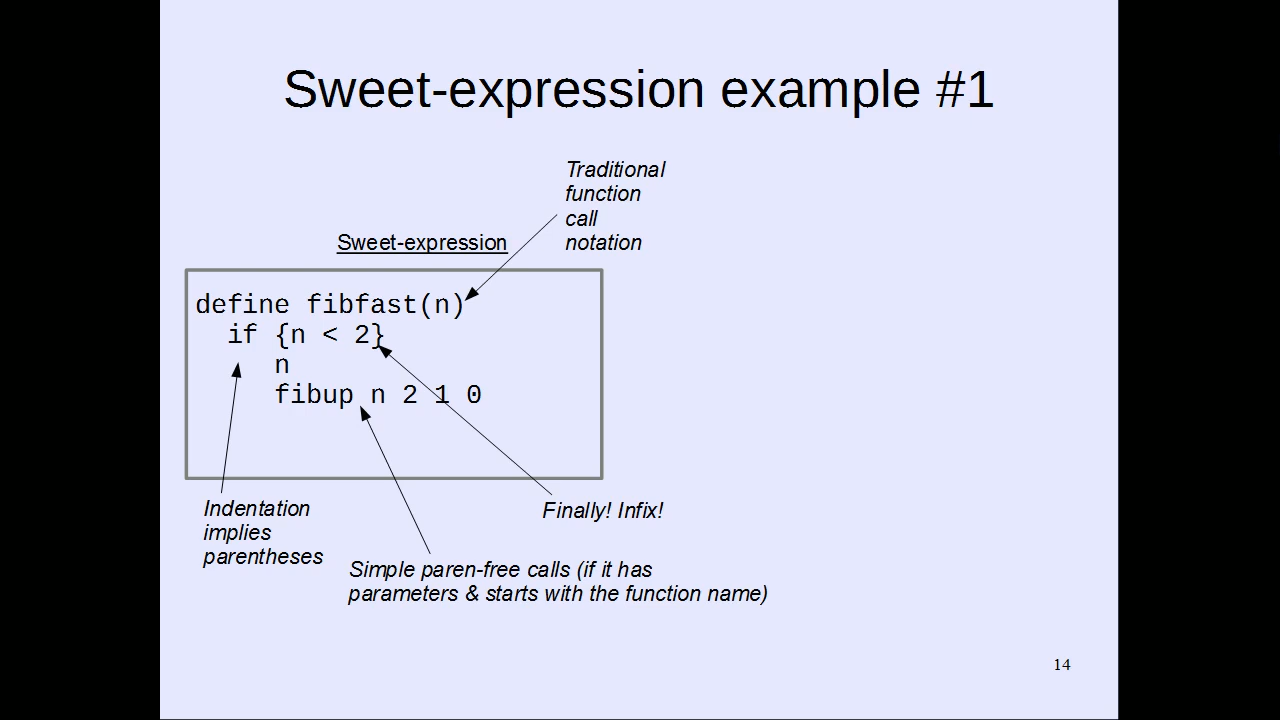 Sweet-expression example #1
Traditional
function
call
notation
Sweet-expression
define fibfast(n)
  if {n < 2}
     n
     fibup n 2 1 0
Indentation
implies
parentheses
Finally! Infix!
Simple paren-free calls (if it has
parameters & starts with the function name)
14